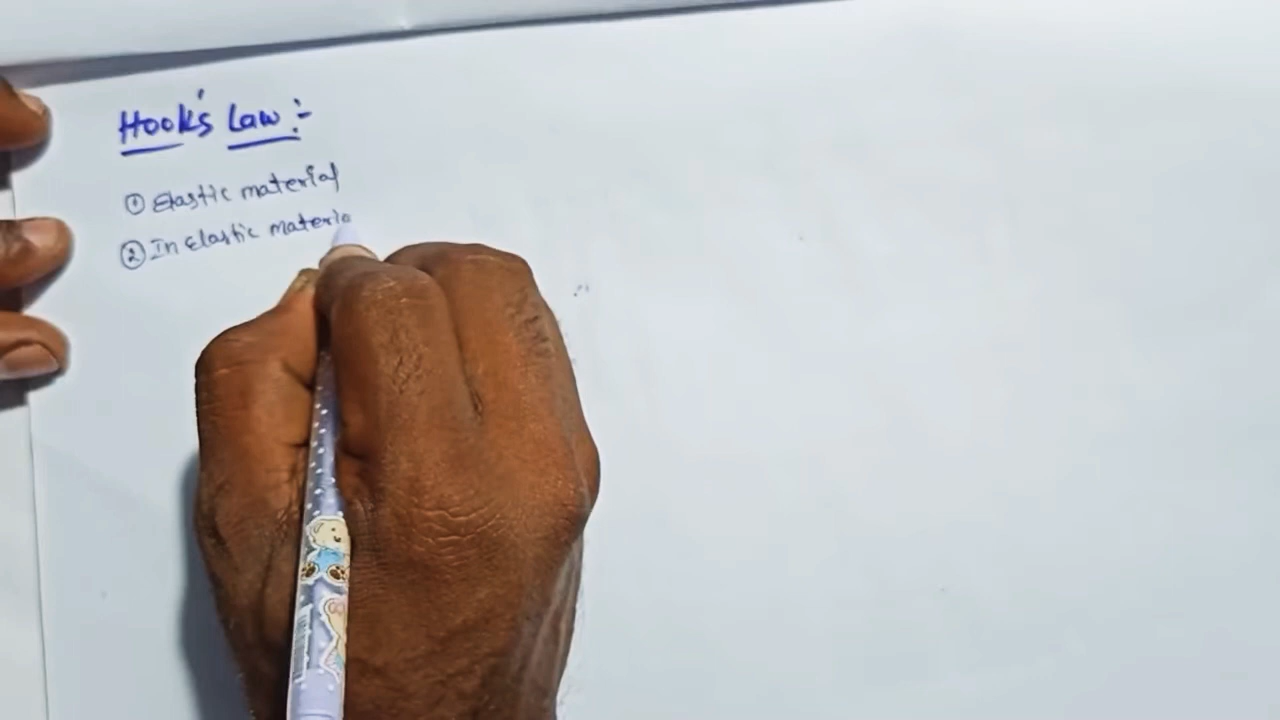 Hook's Law :-
① Elastic material
② In Elastic materia